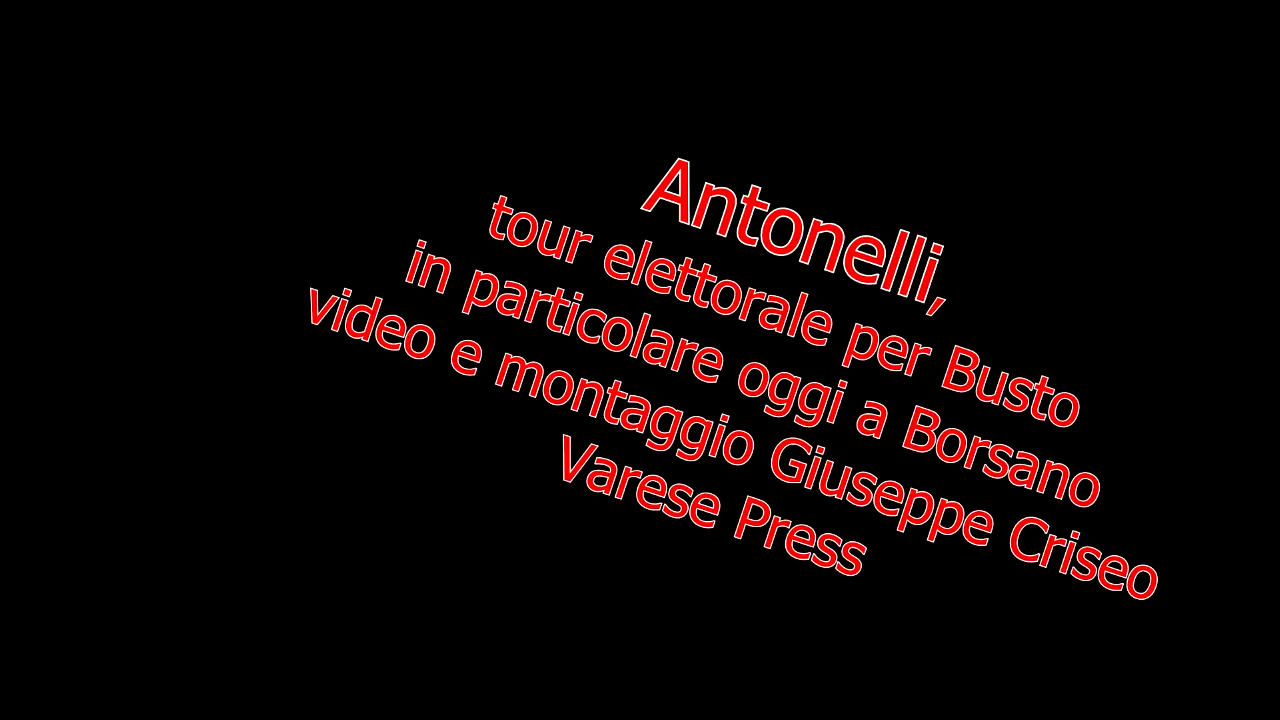 Antonelli,
tour elettorale per Busto
in particolare oggi a Borsano
video e montaggio Giuseppe Criseo
Varese Press